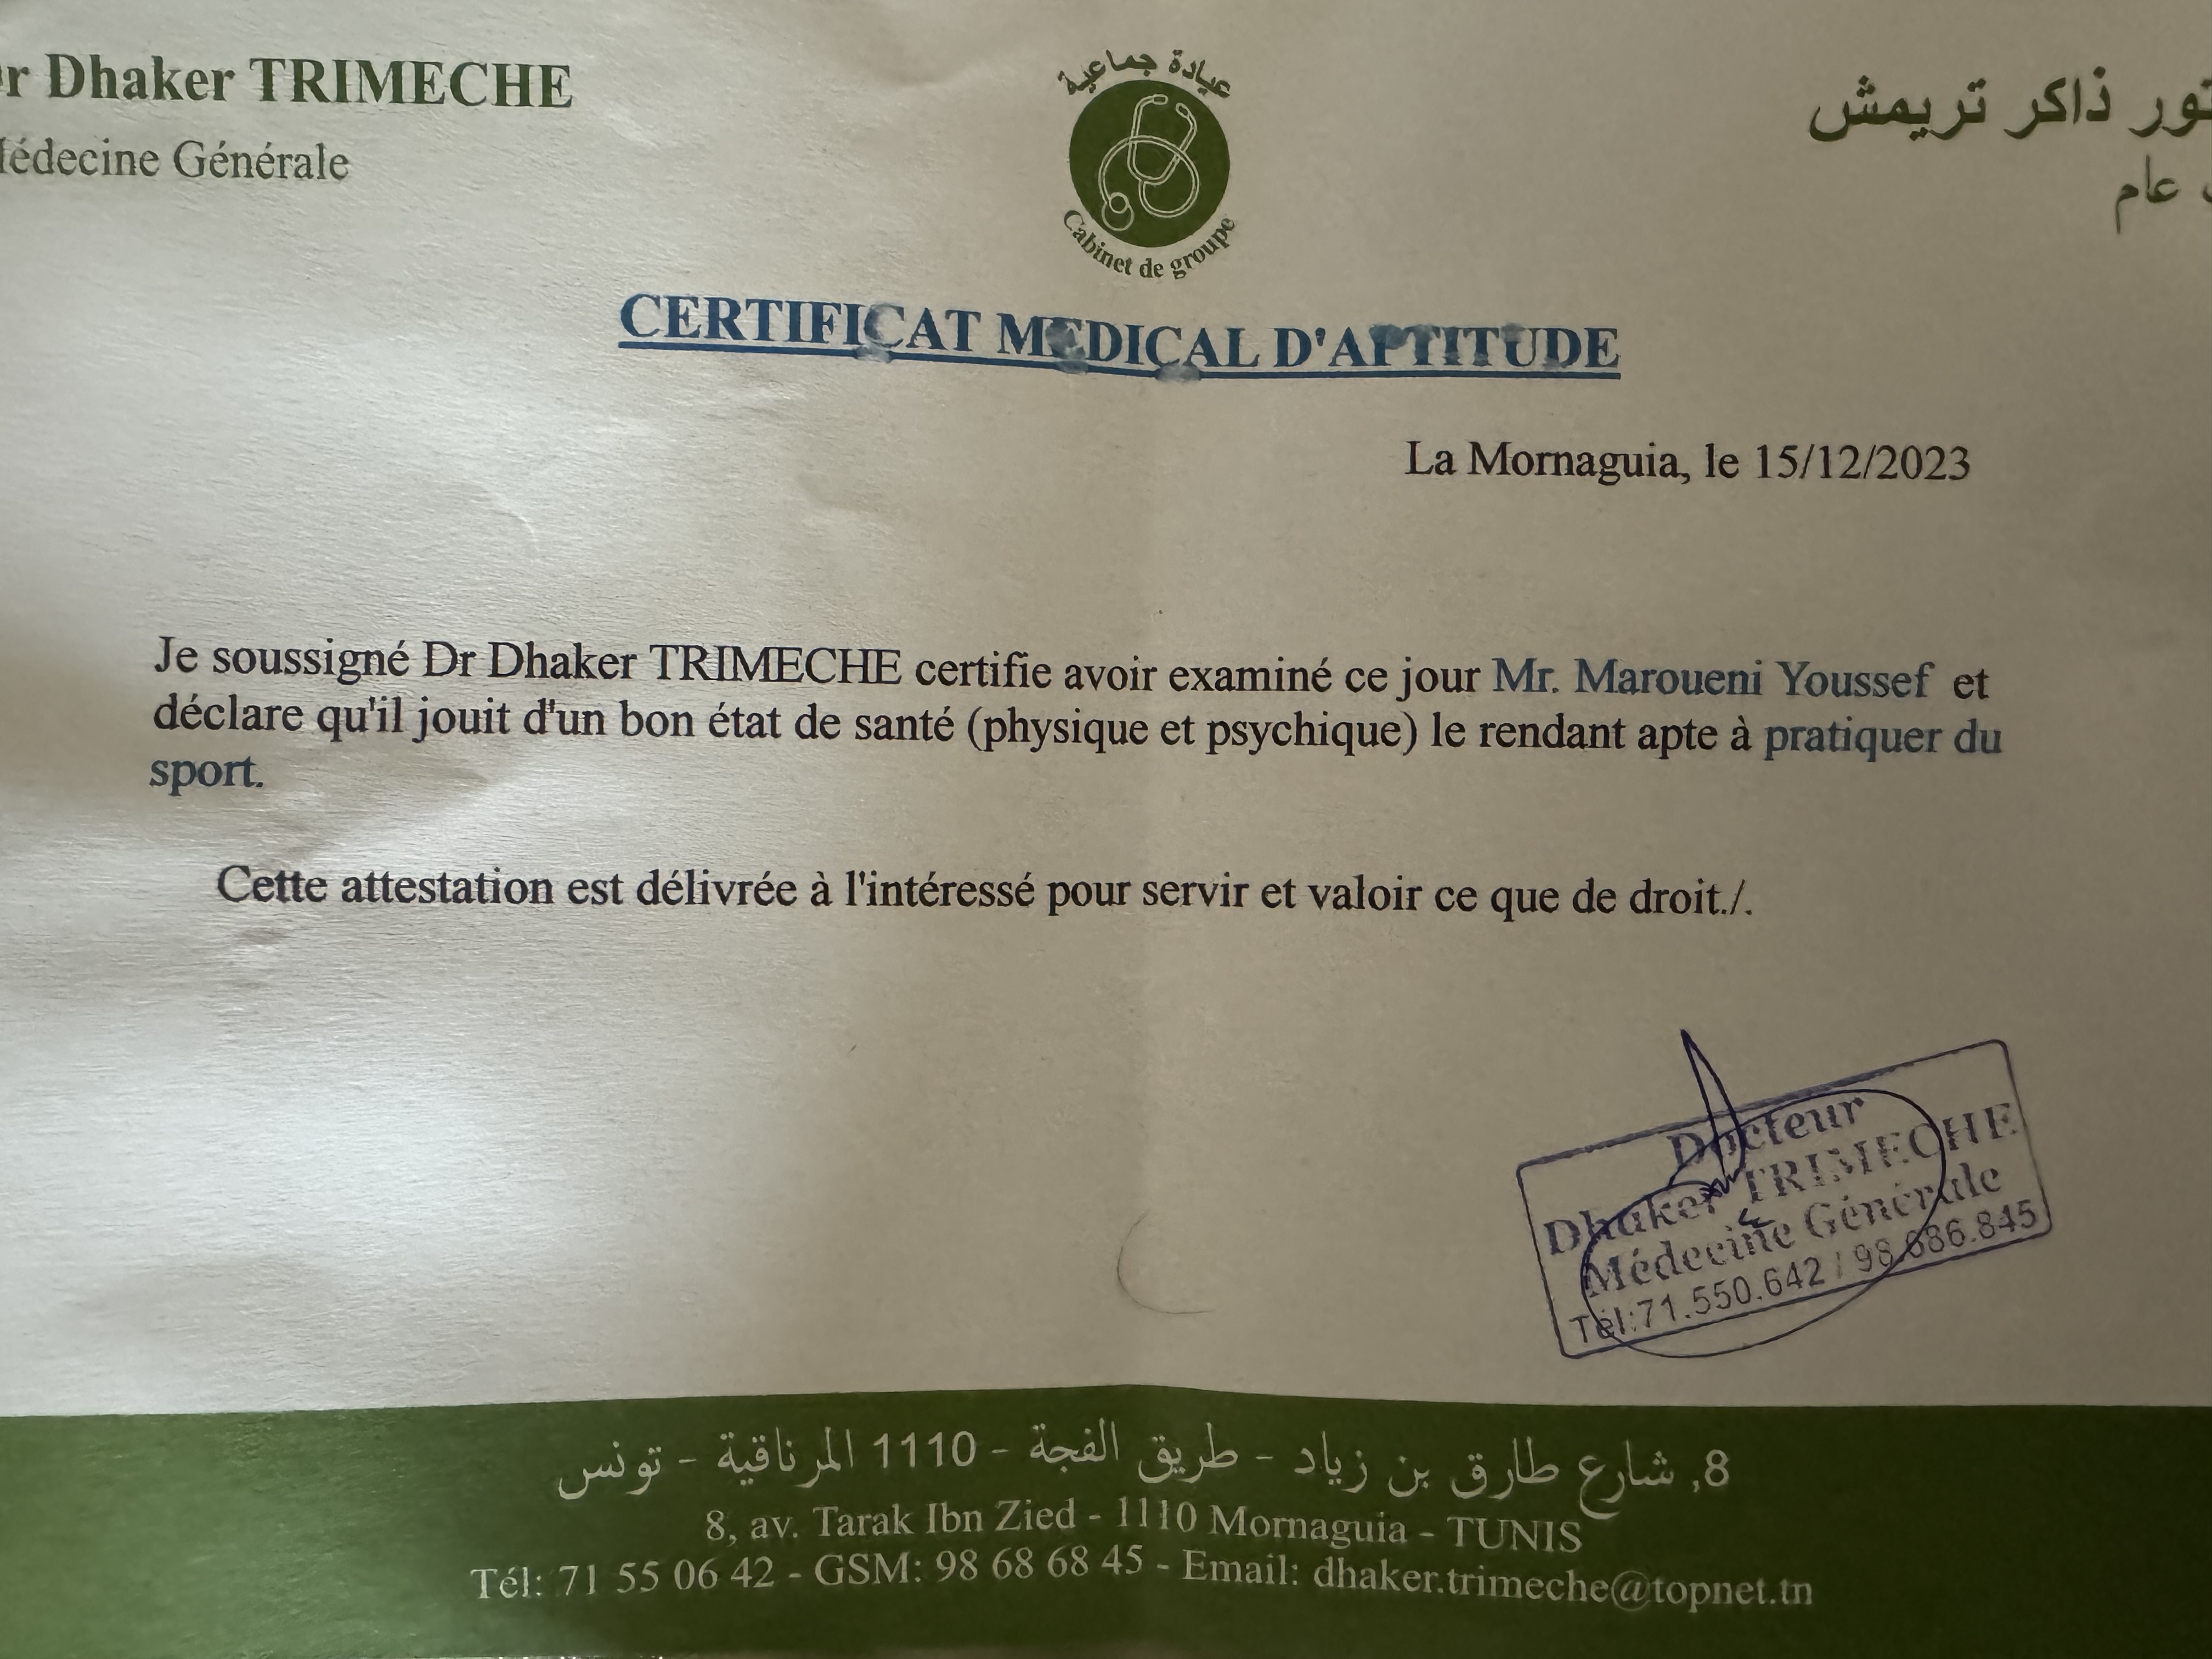 Dr Dhaker TRIMECHE
Médecine Générale
عيادة جماعية
Cabinet de groupe
ذاكر تريمش
عام
CERTIFICAT MEDICAL D'APTITUDE
La Mornaguia, le 15/12/2023
Je soussigné Dr Dhaker TRIMECHE certifie avoir examiné ce jour Mr. Maroueni Youssef et
déclare qu'il jouit d'un bon état de santé (physique et psychique) le rendant apte à pratiquer du
sport.
Cette attestation est délivrée à l'intéressé pour servir et valoir ce que de droit./.
Docteur
Dhaker TRIMECHE
Médecine Générale
Tél:71.550.642 / 98.686.845
8, شارع طارق بن زياد - طريق الفجة - 1110 المرناقية - تونس
8, av. Tarak Ibn Zied - 1110 Mornaguia - TUNIS
Tél: 71 55 06 42 - GSM: 98 68 68 45 - Email: dhaker.trimeche@topnet.tn